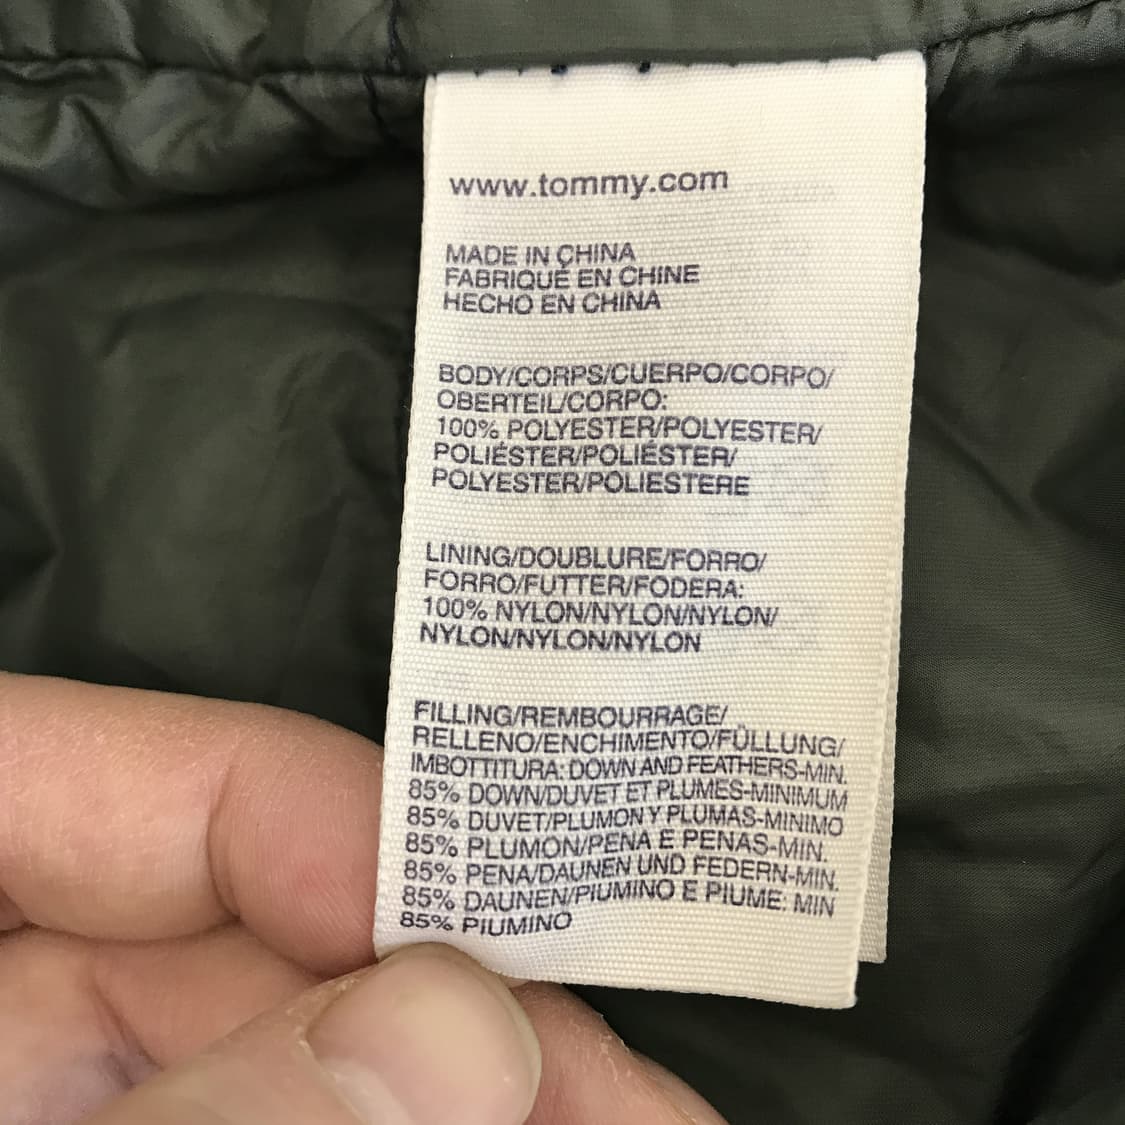 www.tommy.com
MADE IN CHINA
FABRIQUÉ EN CHINE
HECHO EN CHINA
BODY/CORPS/CUERPO/CORPO/
OBERTEIL/CORPO:
100% POLYESTER/POLYESTER/
POLIÉSTER/POLIÉSTER/
POLYESTER/POLIESTERE
LINING/DOUBLURE/FORRO/
FORRO/FUTTER/FODERA:
100% NYLON/NYLON/NYLON/
NYLON/NYLON/NYLON
FILLING/REMBOURRAGE/
RELLENO/ENCHIMENTO/FÜLLUNG/
IMBOTTITURA: DOWN AND FEATHERS-MIN.
85% DOWN/DUVET ET PLUMES-MINIMUM
85% DUVET/PLUMON Y PLUMAS-MINIMO
85% PLUMON/PENA E PENAS-MIN.
85% PENA/DAUNEN UND FEDERN-MIN.
85% DAUNEN/PIUMINO E PIUME: MIN
85% PIUMINO